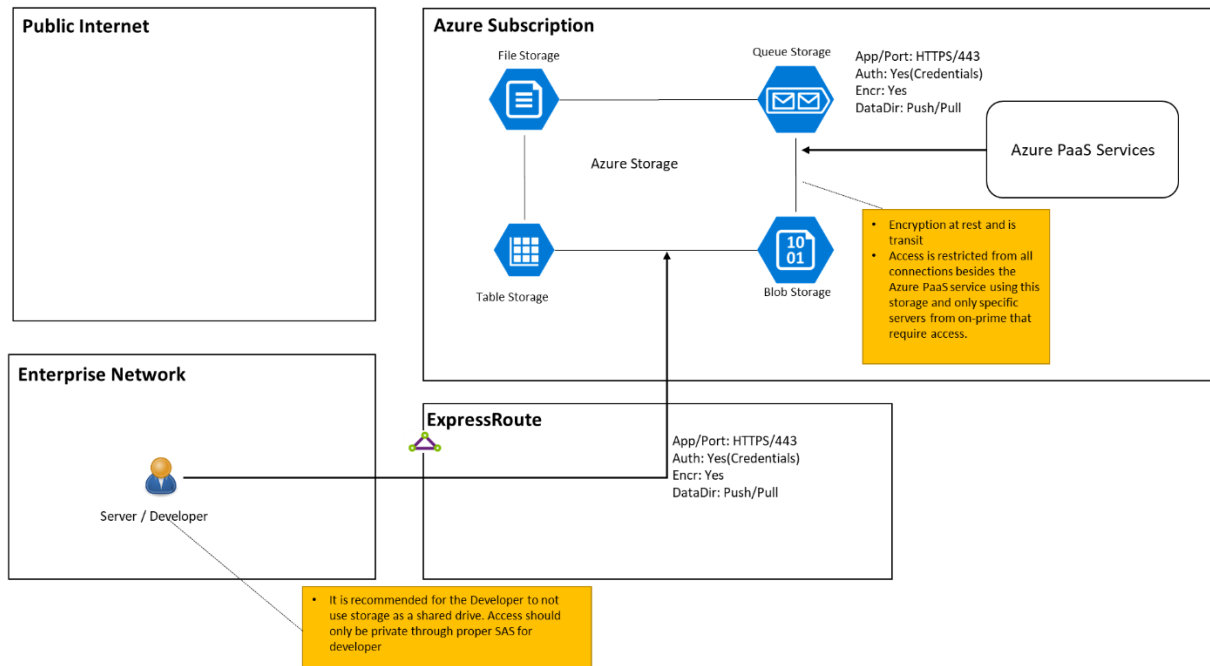 Public Internet
Azure Subscription
File Storage
Queue Storage
App/Port: HTTPS/443
Auth: Yes(Credentials)
Encr: Yes
DataDir: Push/Pull
Azure PaaS Services
Azure Storage
10
01
Table Storage
Blob Storage
• Encryption at rest and is
transit
• Access is restricted from all
connections besides the
Azure PaaS service using this
storage and only specific
servers from on-prime that
require access.
Enterprise Network
Server / Developer
ExpressRoute
App/Port: HTTPS/443
Auth: Yes(Credentials)
Encr: Yes
DataDir: Push/Pull
• It is recommended for the Developer to not
use storage as a shared drive. Access should
only be private through proper SAS for
developer